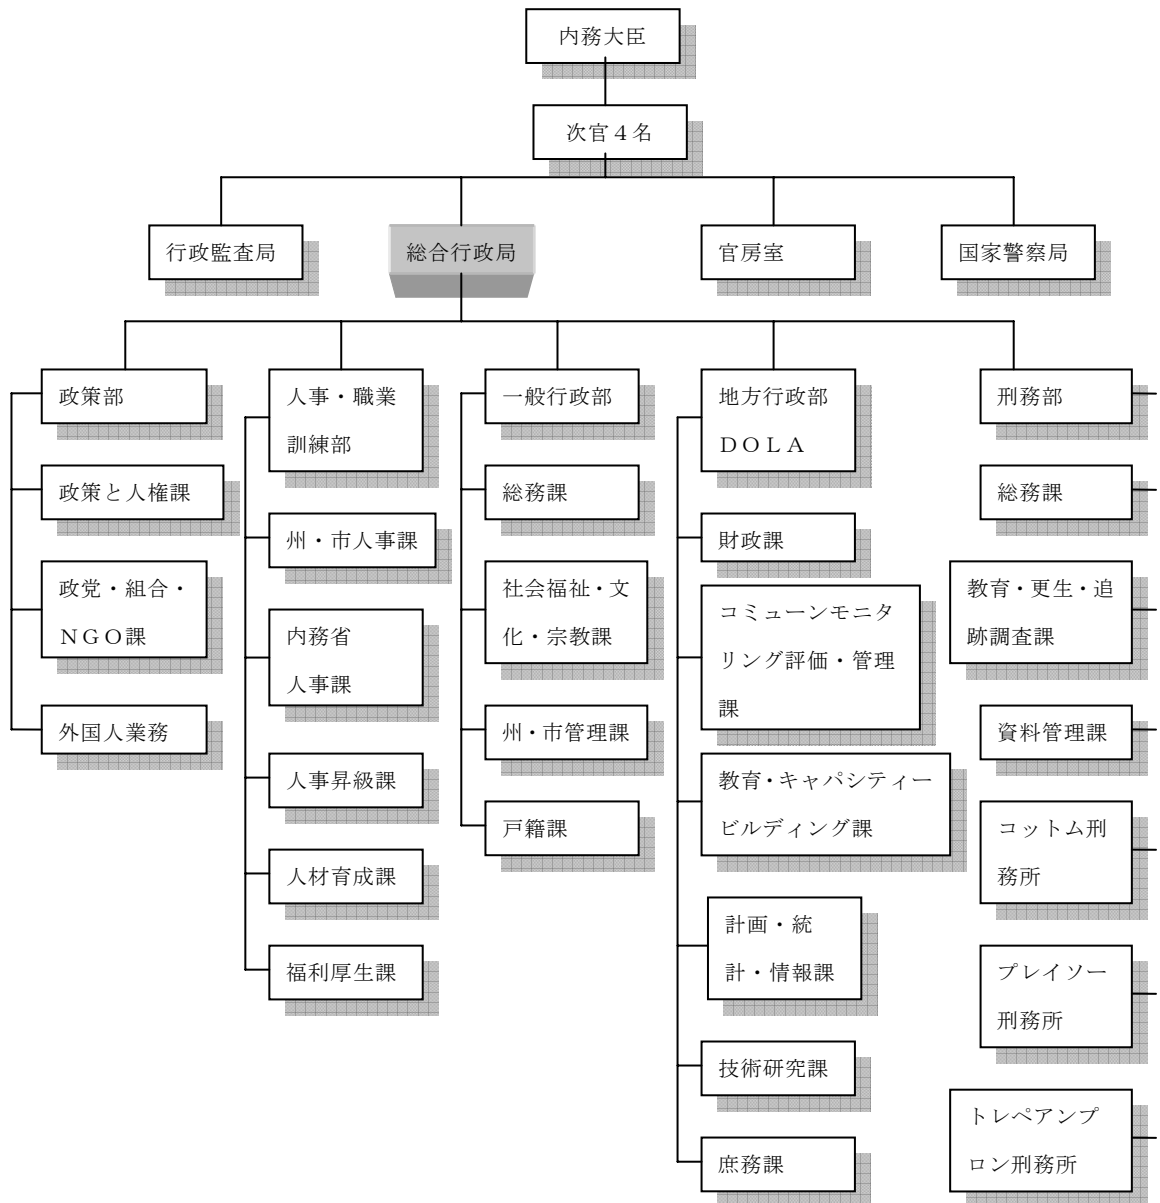 内務大臣
次官４名
行政監査局
総合行政局
官房室
国家警察局
政策部
政策と人権課
政党・組合・
ＮＧＯ課
外国人業務
人事・職業
訓練部
州・市人事課
内務省
人事課
人事昇級課
人材育成課
福利厚生課
一般行政部
総務課
社会福祉・文
化・宗教課
州・市管理課
戸籍課
地方行政部
ＤＯＬＡ
財政課
コミューンモニタ
リング評価・管理
課
教育・キャパシティー
ビルディング課
計画・統
計・情報課
技術研究課
庶務課
刑務部
総務課
教育・更生・追
跡調査課
資料管理課
コットム刑
務所
プレイソー
刑務所
トレペアンプ
ロン刑務所